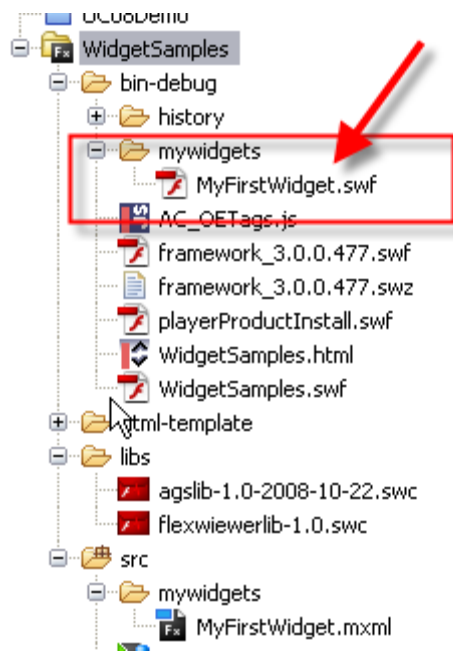 UC08Demo
WidgetSamples
bin-debug
history
mywidgets
MyFirstWidget.swf
AC_OETags.js
framework_3.0.0.477.swf
framework_3.0.0.477.swz
playerProductInstall.swf
WidgetSamples.html
WidgetSamples.swf
html-template
libs
agslib-1.0-2008-10-22.swc
flexwiewerlib-1.0.swc
src
mywidgets
MyFirstWidget.mxml